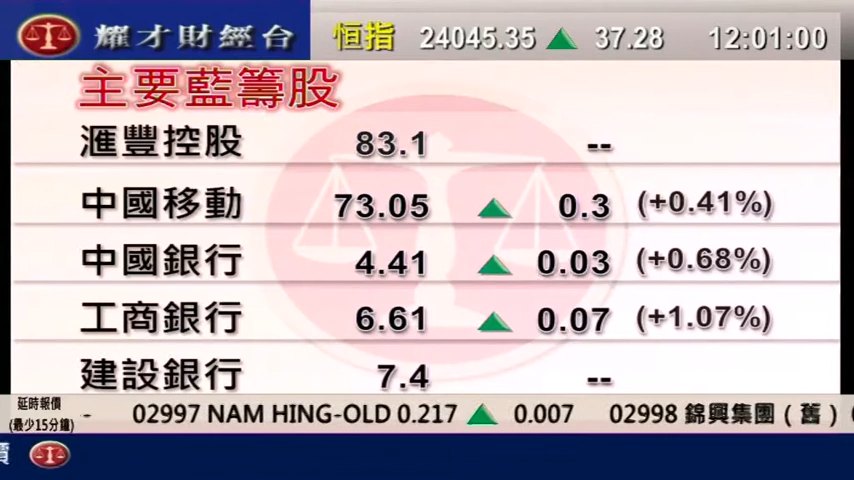 耀才財經台 恒指 24045.35 ▲ 37.28 12:01:00
主要藍籌股
滙豐控股 83.1 --
中國移動 73.05 ▲ 0.3 (+0.41%)
中國銀行 4.41 ▲ 0.03 (+0.68%)
工商銀行 6.61 ▲ 0.07 (+1.07%)
建設銀行 7.4 --
延時報價
(最少15分鐘)
- 02997 NAM HING-OLD 0.217 ▲ 0.007 02998 錦興集團（舊）